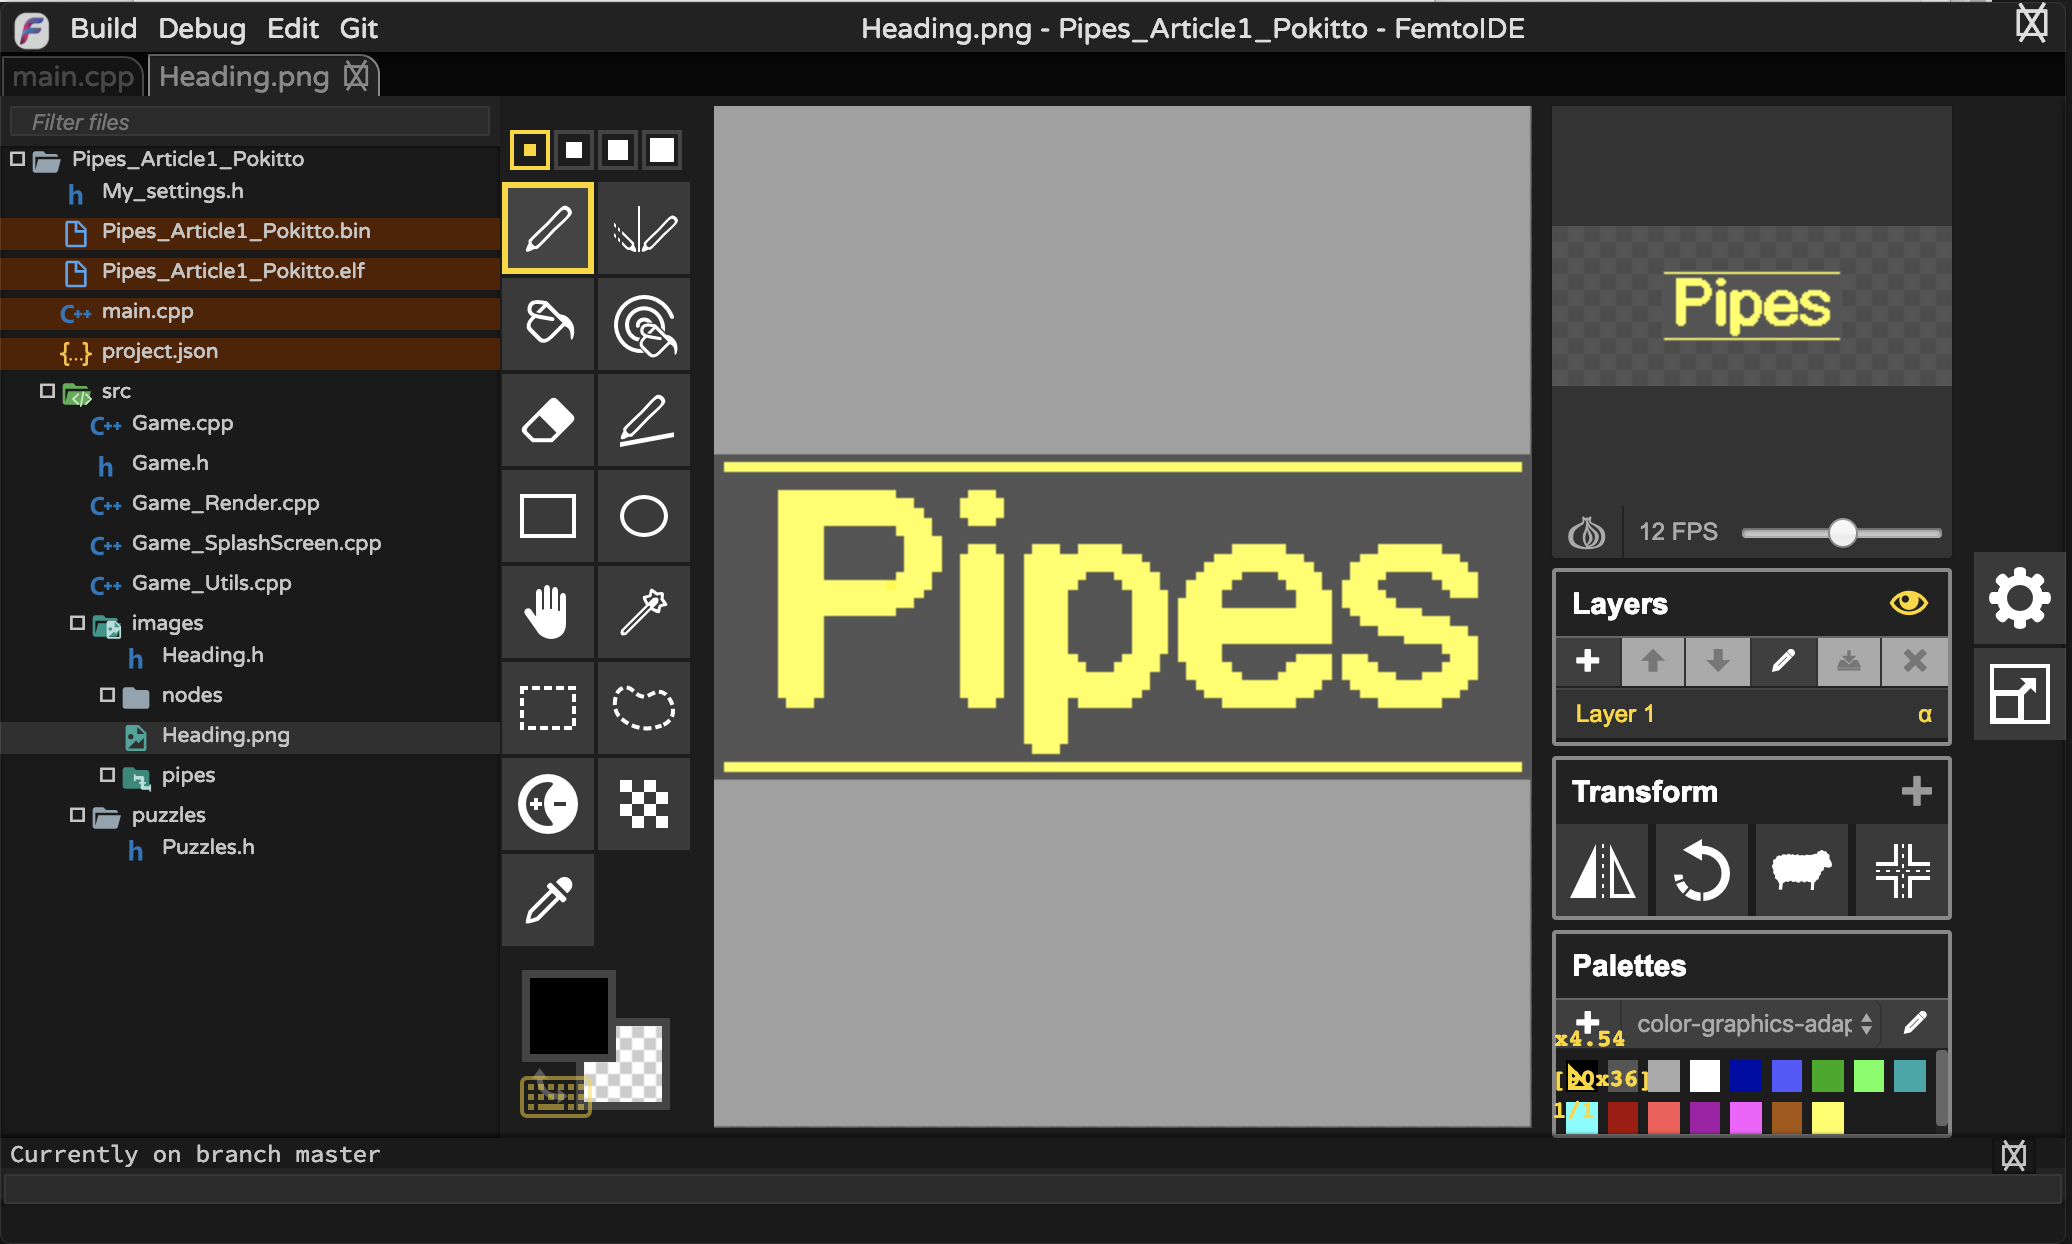 Build Debug Edit Git
Heading.png - Pipes_Article1_Pokitto - FemtoIDE
main.cpp
Heading.png
Filter files
Pipes_Article1_Pokitto
My_settings.h
Pipes_Article1_Pokitto.bin
Pipes_Article1_Pokitto.elf
main.cpp
project.json
src
Game.cpp
Game.h
Game_Render.cpp
Game_SplashScreen.cpp
Game_Utils.cpp
images
Heading.h
nodes
Heading.png
pipes
puzzles
Puzzles.h
Pipes
Pipes
12 FPS
Layers
Layer 1
α
Transform
Palettes
color-graphics-adap
x4.54
[90x36]
1/1
Currently on branch master